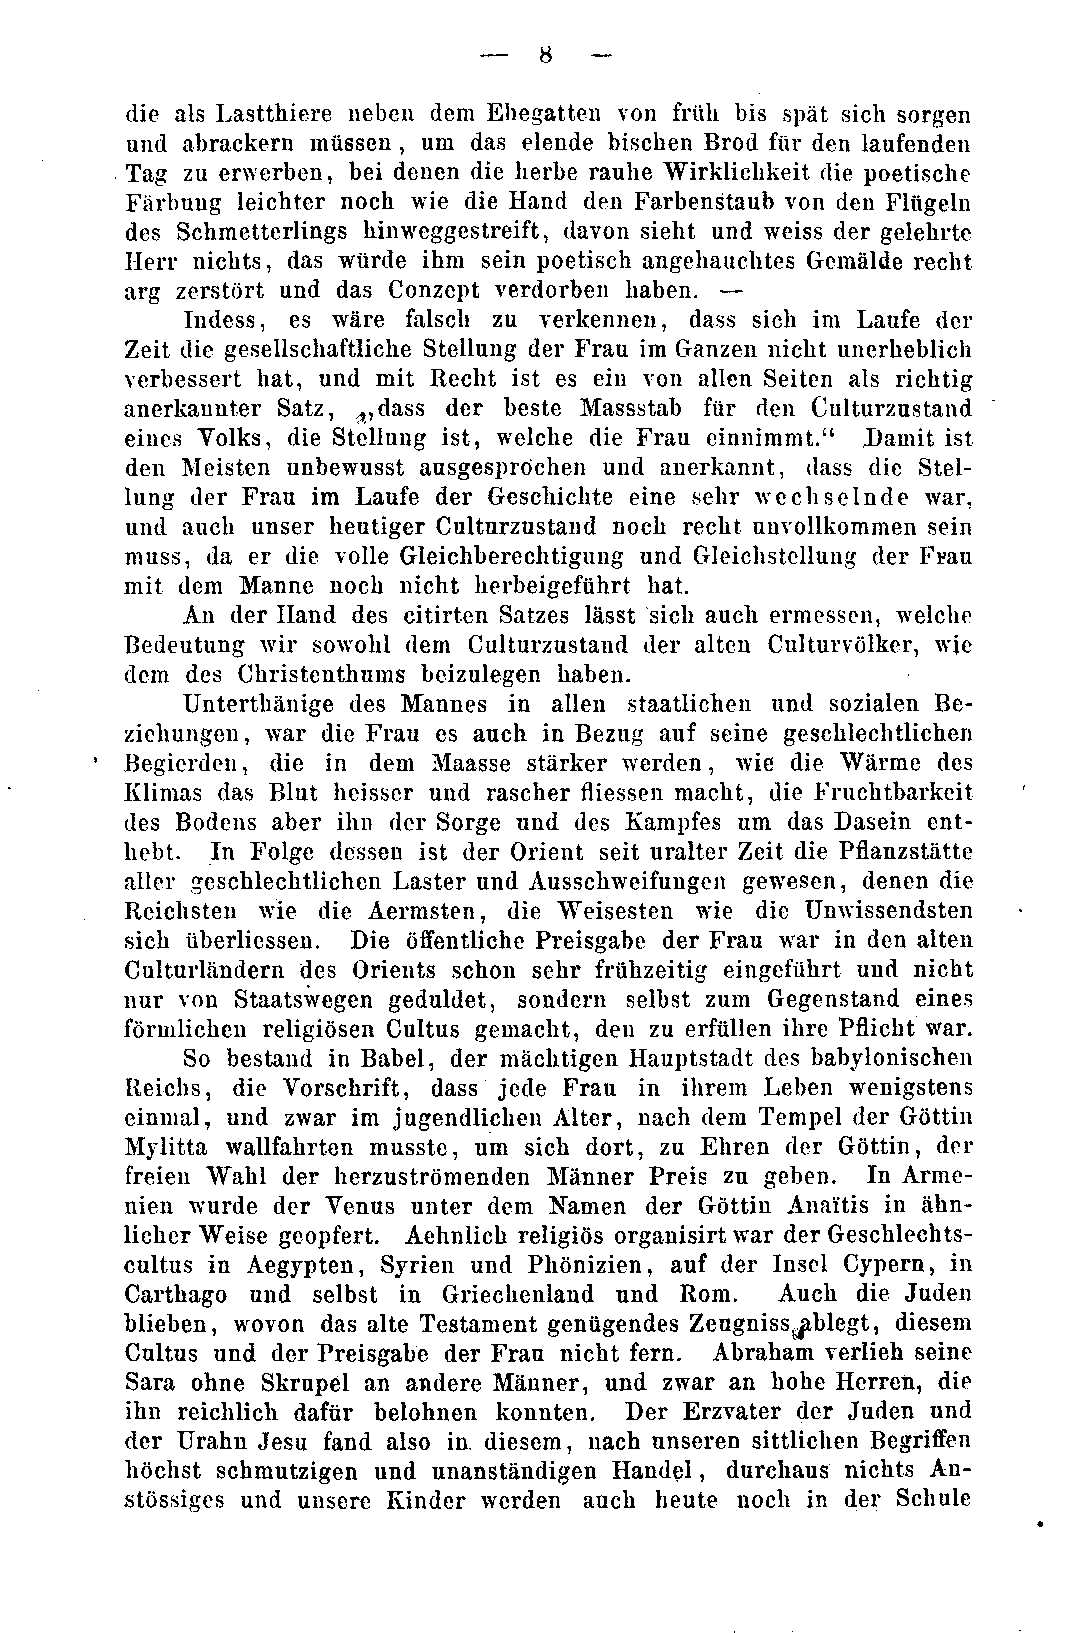 — 8 —
die als Lastthiere neben dem Ehegatten von früh bis spät sich sorgen
und abrackern müssen, um das elende bischen Brod für den laufenden
Tag zu erwerben, bei denen die herbe rauhe Wirklichkeit die poetische
Färbung leichter noch wie die Hand den Farbenstaub von den Flügeln
des Schmetterlings hinweggestreift, davon sieht und weiss der gelehrte
Herr nichts, das würde ihm sein poetisch angehauchtes Gemälde recht
arg zerstört und das Conzept verdorben haben. —
Indess, es wäre falsch zu verkennen, dass sich im Laufe der
Zeit die gesellschaftliche Stellung der Frau im Ganzen nicht unerheblich
verbessert hat, und mit Recht ist es ein von allen Seiten als richtig
anerkannter Satz, „dass der beste Massstab für den Culturzustand
eines Volks, die Stellung ist, welche die Frau einnimmt.“ Damit ist
den Meisten unbewusst ausgesprochen und anerkannt, dass die Stel-
lung der Frau im Laufe der Geschichte eine sehr wechselnde war,
und auch unser heutiger Culturzustand noch recht unvollkommen sein
muss, da er die volle Gleichberechtigung und Gleichstellung der Frau
mit dem Manne noch nicht herbeigeführt hat.
An der Hand des citirten Satzes lässt sich auch ermessen, welche
Bedeutung wir sowohl dem Culturzustand der alten Culturvölker, wie
dem des Christenthums beizulegen haben.
Unterthänige des Mannes in allen staatlichen und sozialen Be-
ziehungen, war die Frau es auch in Bezug auf seine geschlechtlichen
Begierden, die in dem Maasse stärker werden, wie die Wärme des
Klimas das Blut heisser und rascher fliessen macht, die Fruchtbarkeit
des Bodens aber ihn der Sorge und des Kampfes um das Dasein ent-
hebt. In Folge dessen ist der Orient seit uralter Zeit die Pflanzstätte
aller geschlechtlichen Laster und Ausschweifungen gewesen, denen die
Reichsten wie die Aermsten, die Weisesten wie die Unwissendsten
sich überliessen. Die öffentliche Preisgabe der Frau war in den alten
Culturländern des Orients schon sehr frühzeitig eingeführt und nicht
nur von Staatswegen geduldet, sondern selbst zum Gegenstand eines
förmlichen religiösen Cultus gemacht, den zu erfüllen ihre Pflicht war.
So bestand in Babel, der mächtigen Hauptstadt des babylonischen
Reichs, die Vorschrift, dass jede Frau in ihrem Leben wenigstens
einmal, und zwar im jugendlichen Alter, nach dem Tempel der Göttin
Mylitta wallfahrten musste, um sich dort, zu Ehren der Göttin, der
freien Wahl der herzuströmenden Männer Preis zu geben. In Arme-
nien wurde der Venus unter dem Namen der Göttin Anaïtis in ähn-
licher Weise geopfert. Aehnlich religiös organisirt war der Geschlechts-
cultus in Aegypten, Syrien und Phönizien, auf der Insel Cypern, in
Carthago und selbst in Griechenland und Rom. Auch die Juden
blieben, wovon das alte Testament genügendes Zeugniss ablegt, diesem
Cultus und der Preisgabe der Frau nicht fern. Abraham verlieh seine
Sara ohne Skrupel an andere Männer, und zwar an hohe Herren, die
ihn reichlich dafür belohnen konnten. Der Erzvater der Juden und
der Urahn Jesu fand also in diesem, nach unseren sittlichen Begriffen
höchst schmutzigen und unanständigen Handel, durchaus nichts An-
stössiges und unsere Kinder werden auch heute noch in der Schule